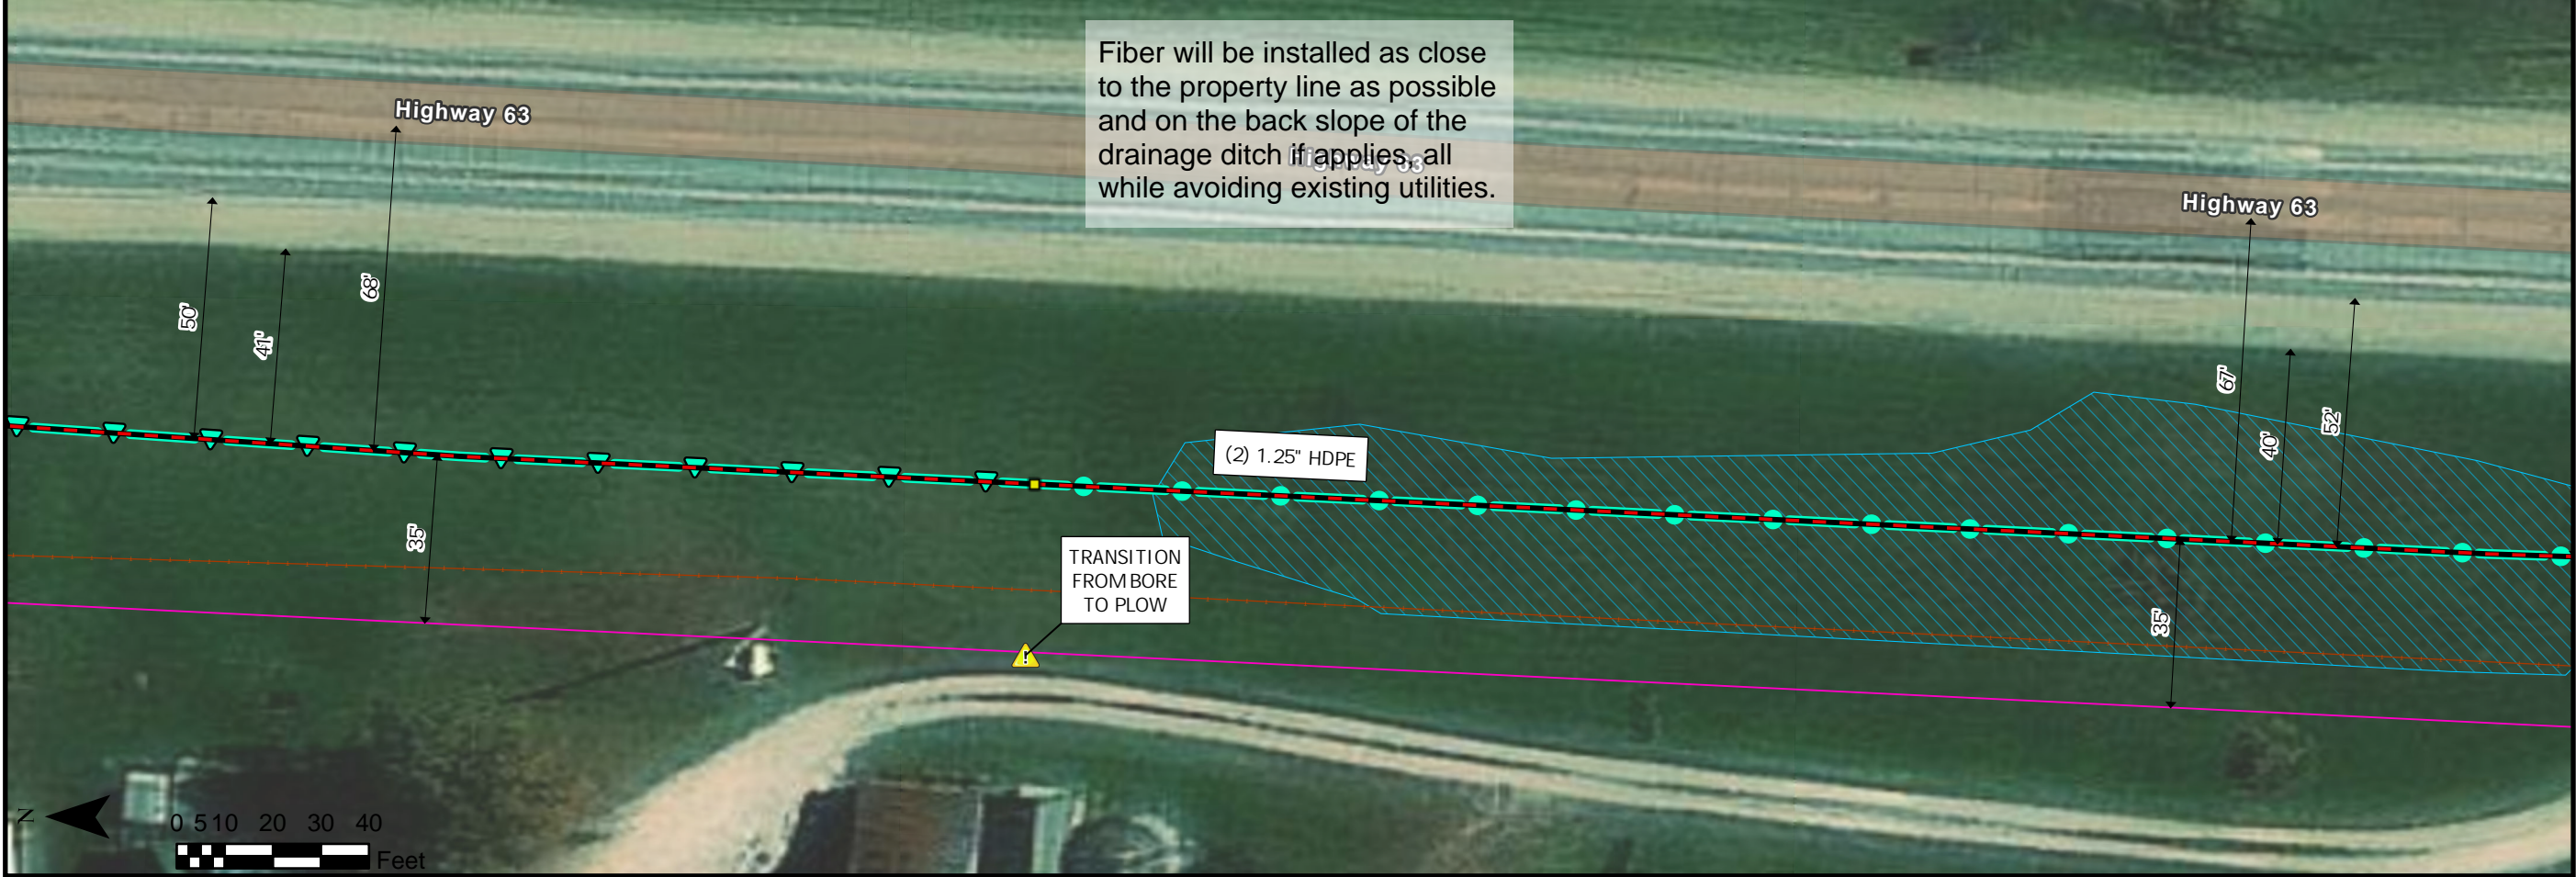 Fiber will be installed as close
to the property line as possible
and on the back slope of the
drainage ditch if applies, all
while avoiding existing utilities.
Highway 63
Highway 63
Highway 63
50'
41'
68'
67'
40'
52'
(2) 1.25" HDPE
35'
TRANSITION
FROM BORE
TO PLOW
35'
N
0 5 10 20 30 40
Feet